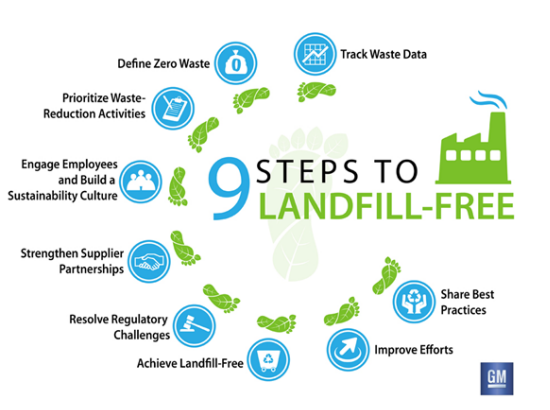 Track Waste Data
Define Zero Waste
0
Prioritize Waste-
Reduction Activities
Engage Employees
and Build a
Sustainability Culture
9 STEPS TO
LANDFILL-FREE
Strengthen Supplier
Partnerships
Resolve Regulatory
Challenges
Achieve Landfill-Free
Improve Efforts
Share Best
Practices
GM